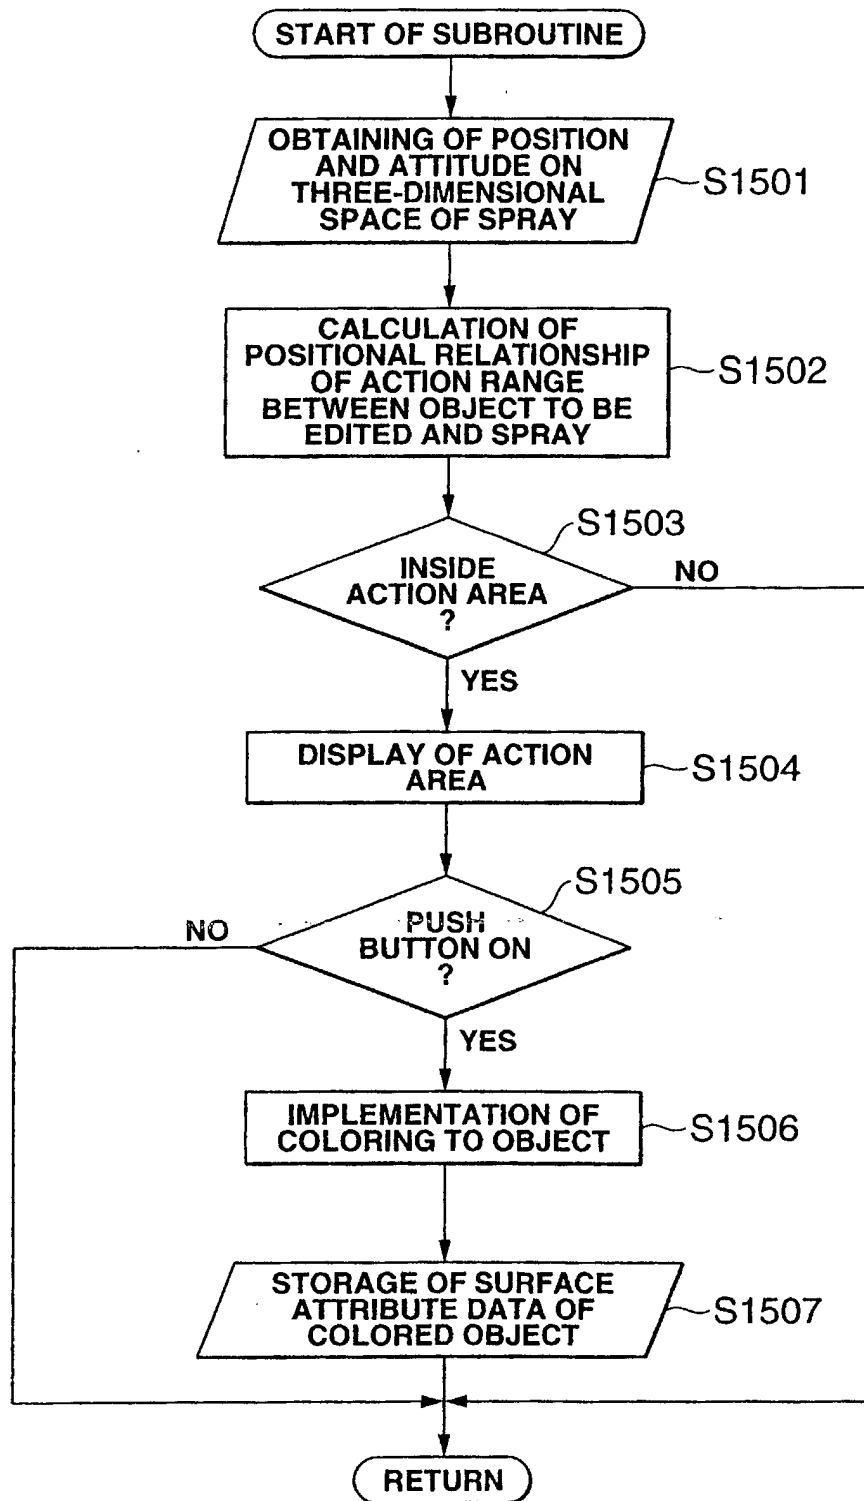 START OF SUBROUTINE
OBTAINING OF POSITION
AND ATTITUDE ON
THREE-DIMENSIONAL
SPACE OF SPRAY
S1501
CALCULATION OF
POSITIONAL RELATIONSHIP
OF ACTION RANGE
BETWEEN OBJECT TO BE
EDITED AND SPRAY
S1502
S1503
INSIDE
ACTION AREA
?
NO
YES
DISPLAY OF ACTION
AREA
S1504
S1505
PUSH
BUTTON ON
?
NO
YES
IMPLEMENTATION OF
COLORING TO OBJECT
S1506
STORAGE OF SURFACE
ATTRIBUTE DATA OF
COLORED OBJECT
S1507
RETURN